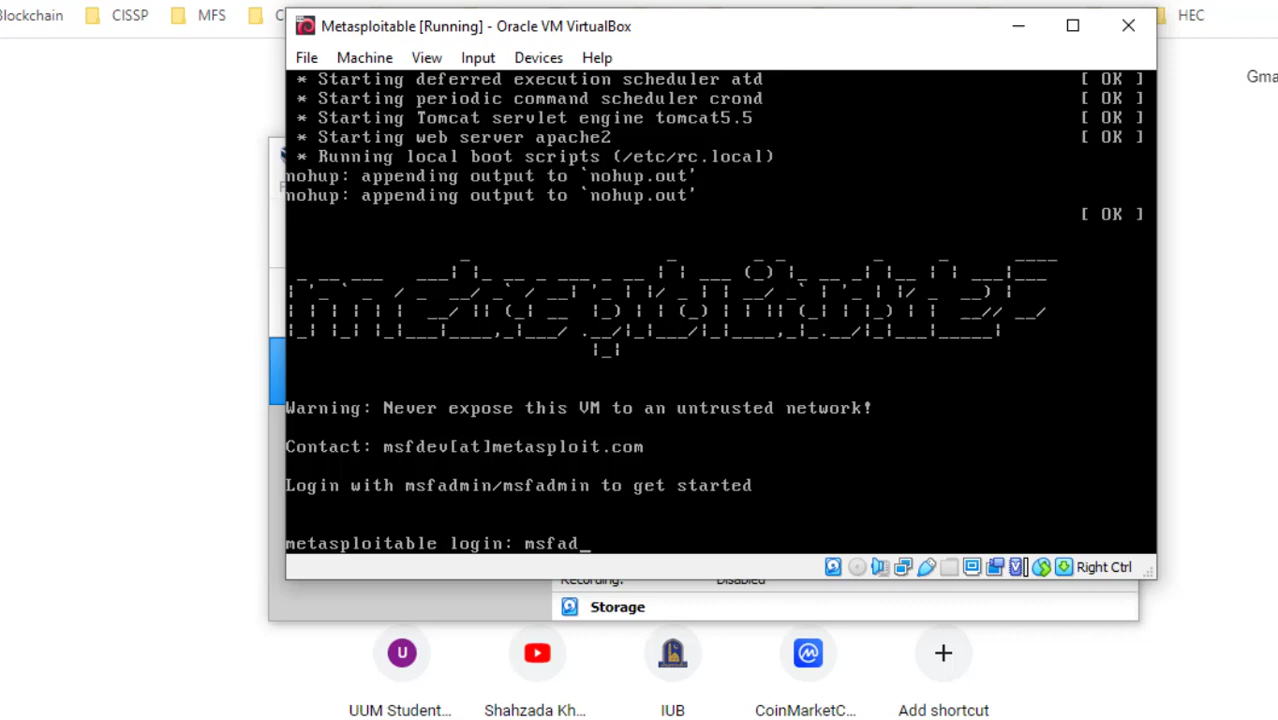 Blockchain
CISSP
MFS
C
HEC
Gma
Metasploitable [Running] - Oracle VM VirtualBox
File Machine View Input Devices Help
* Starting deferred execution scheduler atd [ OK ]
* Starting periodic command scheduler crond [ OK ]
* Starting Tomcat servlet engine tomcat5.5 [ OK ]
* Starting web server apache2 [ OK ]
* Running local boot scripts (/etc/rc.local)
nohup: appending output to `nohup.out'
nohup: appending output to `nohup.out'
[ OK ]
metasploitable2
Warning: Never expose this VM to an untrusted network!
Contact: msfdev[at]metasploit.com
Login with msfadmin/msfadmin to get started
metasploitable login: msfad_
Right Ctrl
Recording: Disabled
Storage
U
UUM Student...
Shahzada Kh...
IUB
CoinMarketC...
Add shortcut